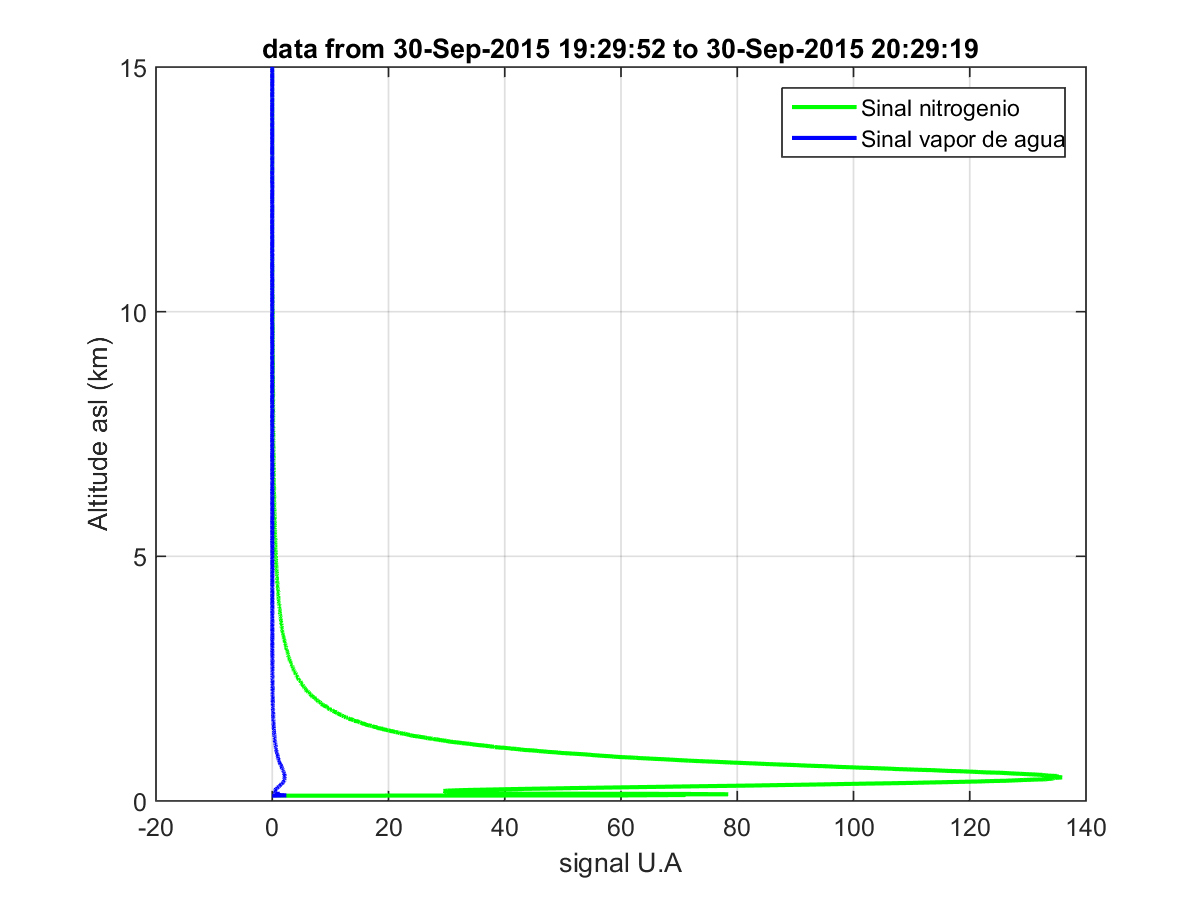 data from 30-Sep-2015 19:29:52 to 30-Sep-2015 20:29:19
Sinal nitrogenio
Sinal vapor de agua
15
10
5
0
Altitude asl (km)
-20 0 20 40 60 80 100 120 140
signal U.A